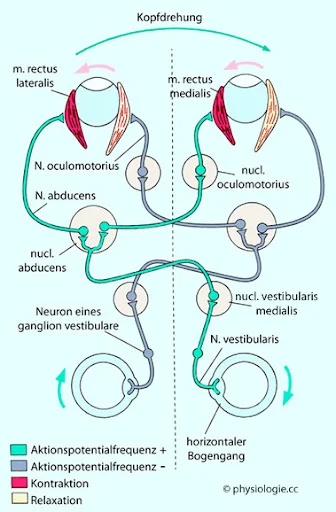 Kopfdrehung
m. rectus
lateralis
m. rectus
medialis
N. oculomotorius
nucl.
oculomotorius
N. abducens
nucl.
abducens
Neuron eines
ganglion vestibulare
nucl. vestibularis
medialis
N. vestibularis
horizontaler
Bogengang
Aktionspotentialfrequenz +
Aktionspotentialfrequenz –
Kontraktion
Relaxation
© physiologie.cc